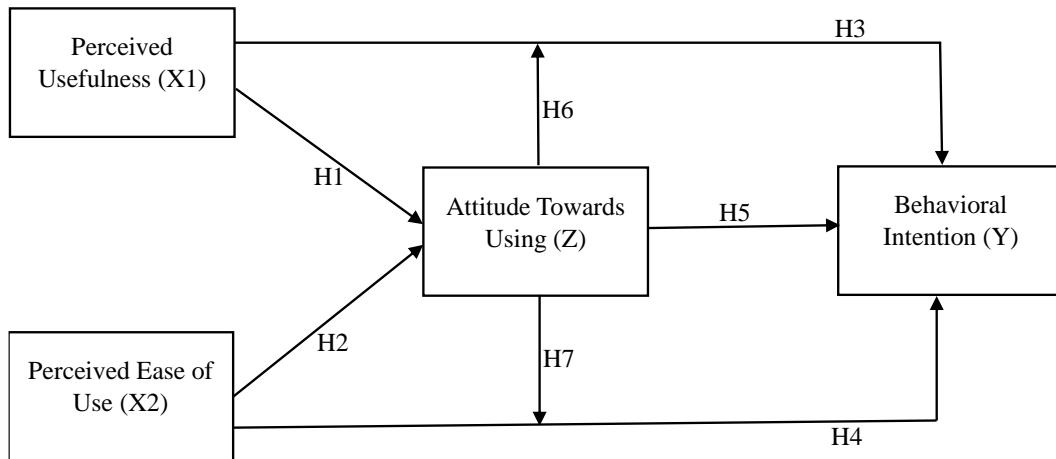 Perceived
Usefulness (X1)
H3
H6
H1
Attitude Towards
Using (Z)
H5
Behavioral
Intention (Y)
H2
H7
Perceived Ease of
Use (X2)
H4